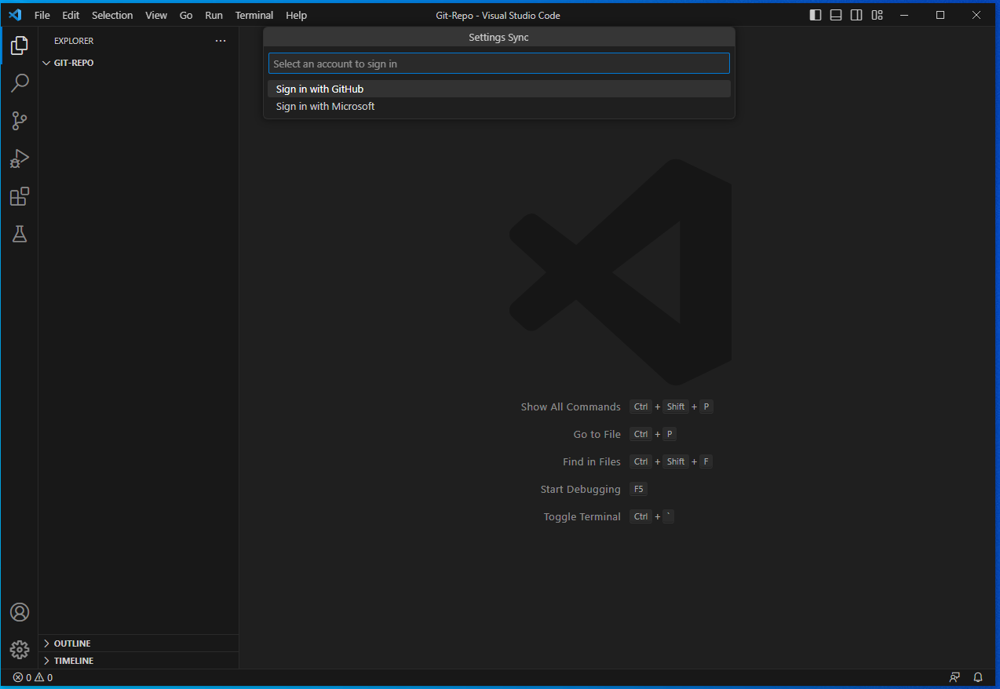 File Edit Selection View Go Run Terminal Help Git-Repo - Visual Studio Code
EXPLORER
GIT-REPO
Settings Sync
Select an account to sign in
Sign in with GitHub
Sign in with Microsoft
Show All Commands Ctrl + Shift + P
Go to File Ctrl + P
Find in Files Ctrl + Shift + F
Start Debugging F5
Toggle Terminal Ctrl + `
OUTLINE
TIMELINE
0 0